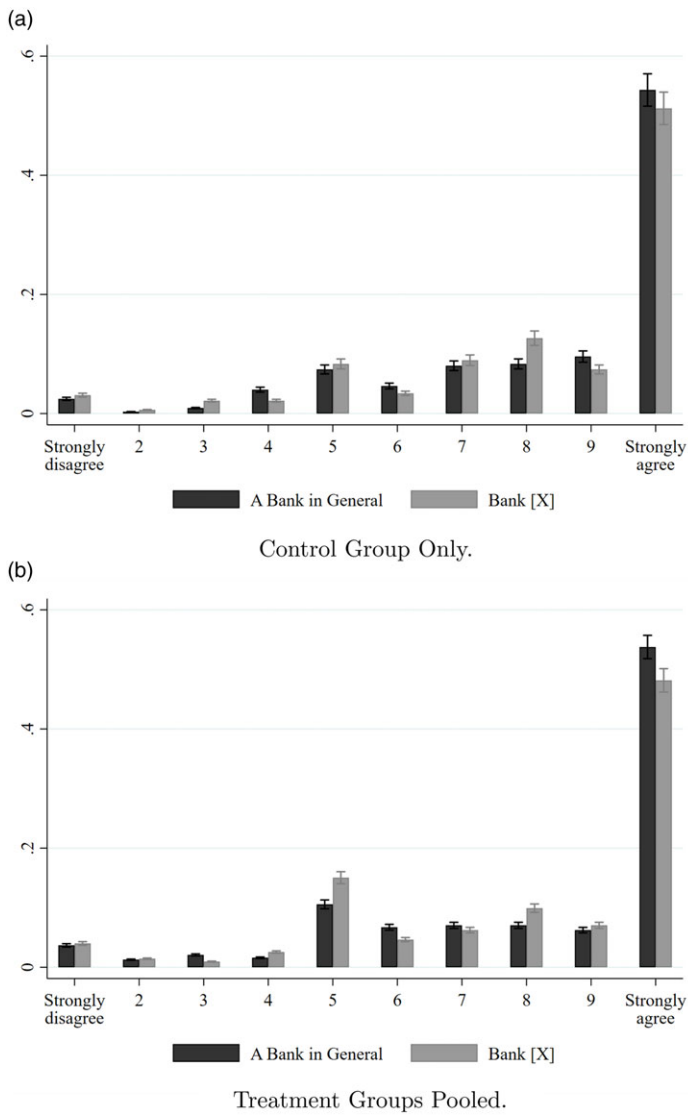 (a)
.6
.4
.2
0
Strongly disagree 2 3 4 5 6 7 8 9 Strongly agree
A Bank in General Bank [X]
Control Group Only.
(b)
.6
.4
.2
0
Strongly disagree 2 3 4 5 6 7 8 9 Strongly agree
A Bank in General Bank [X]
Treatment Groups Pooled.